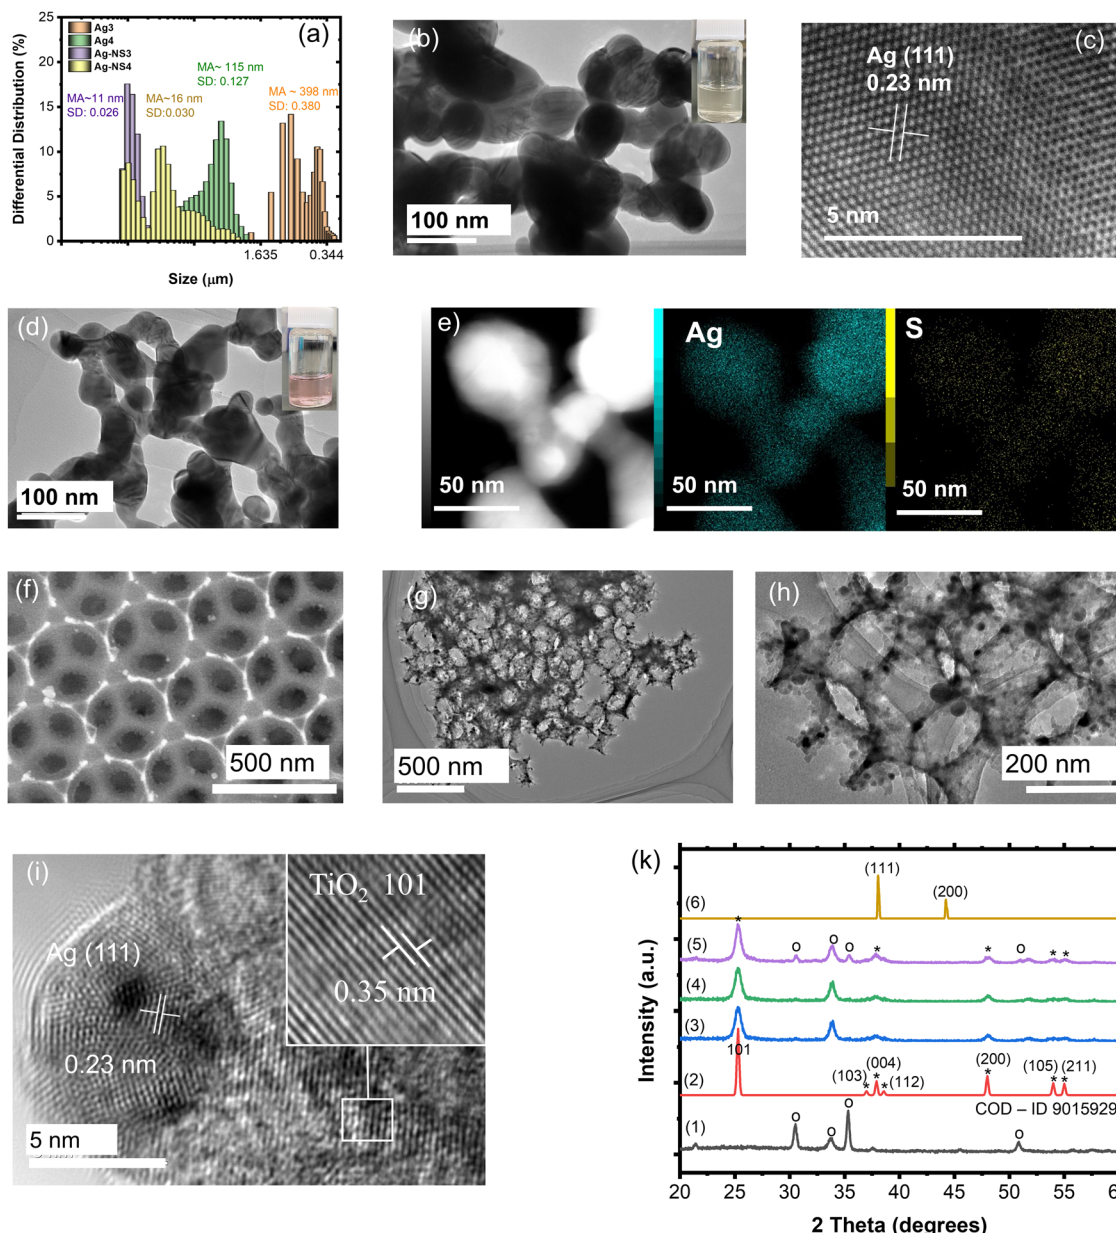 (a)
Ag3
Ag4
Ag-NS3
Ag-NS4
MA~ 115 nm
SD: 0.127
MA~11 nm
SD: 0.026
MA~16 nm
SD:0.030
MA ~ 398 nm
SD: 0.380
Differential Distribution (%)
25
20
15
10
5
0
1.635
0.344
Size (μm)
(b)
100 nm
(c)
Ag (111)
0.23 nm
5 nm
(d)
100 nm
e)
50 nm
Ag
50 nm
S
50 nm
(f)
500 nm
(g)
500 nm
(h)
200 nm
(i)
Ag (111)
0.23 nm
TiO₂ 101
0.35 nm
5 nm
(k)
Intensity (a.u.)
(6)
(111)
(200)
(5)
* o o o * * o * *
(4)
(3)
(2)
101
(103)
(004)
(112)
(200)
(105)
(211)
* * * * * *
COD – ID 9015929
(1)
o o o o
20 25 30 35 40 45 50 55 6
2 Theta (degrees)